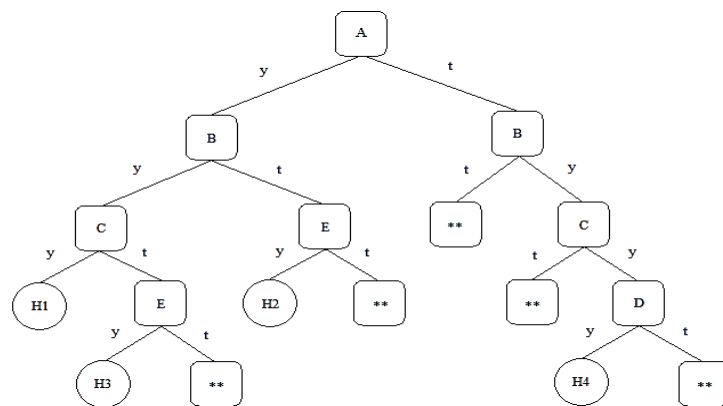 A
y t
B B
y t t y
C E ** C
y t y t t y
H1 E H2 ** ** D
y t y t
H3 ** H4 **